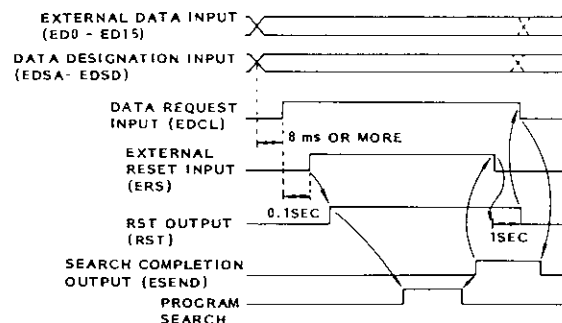 EXTERNAL DATA INPUT
(ED0 - ED15)
DATA DESIGNATION INPUT
(EDSA- EDSD)
DATA REQUEST
INPUT (EDCL)
8 ms OR MORE
EXTERNAL
RESET INPUT
(ERS)
0.1SEC
RST OUTPUT
(RST)
1SEC
SEARCH COMPLETION
OUTPUT (ESEND)
PROGRAM
SEARCH